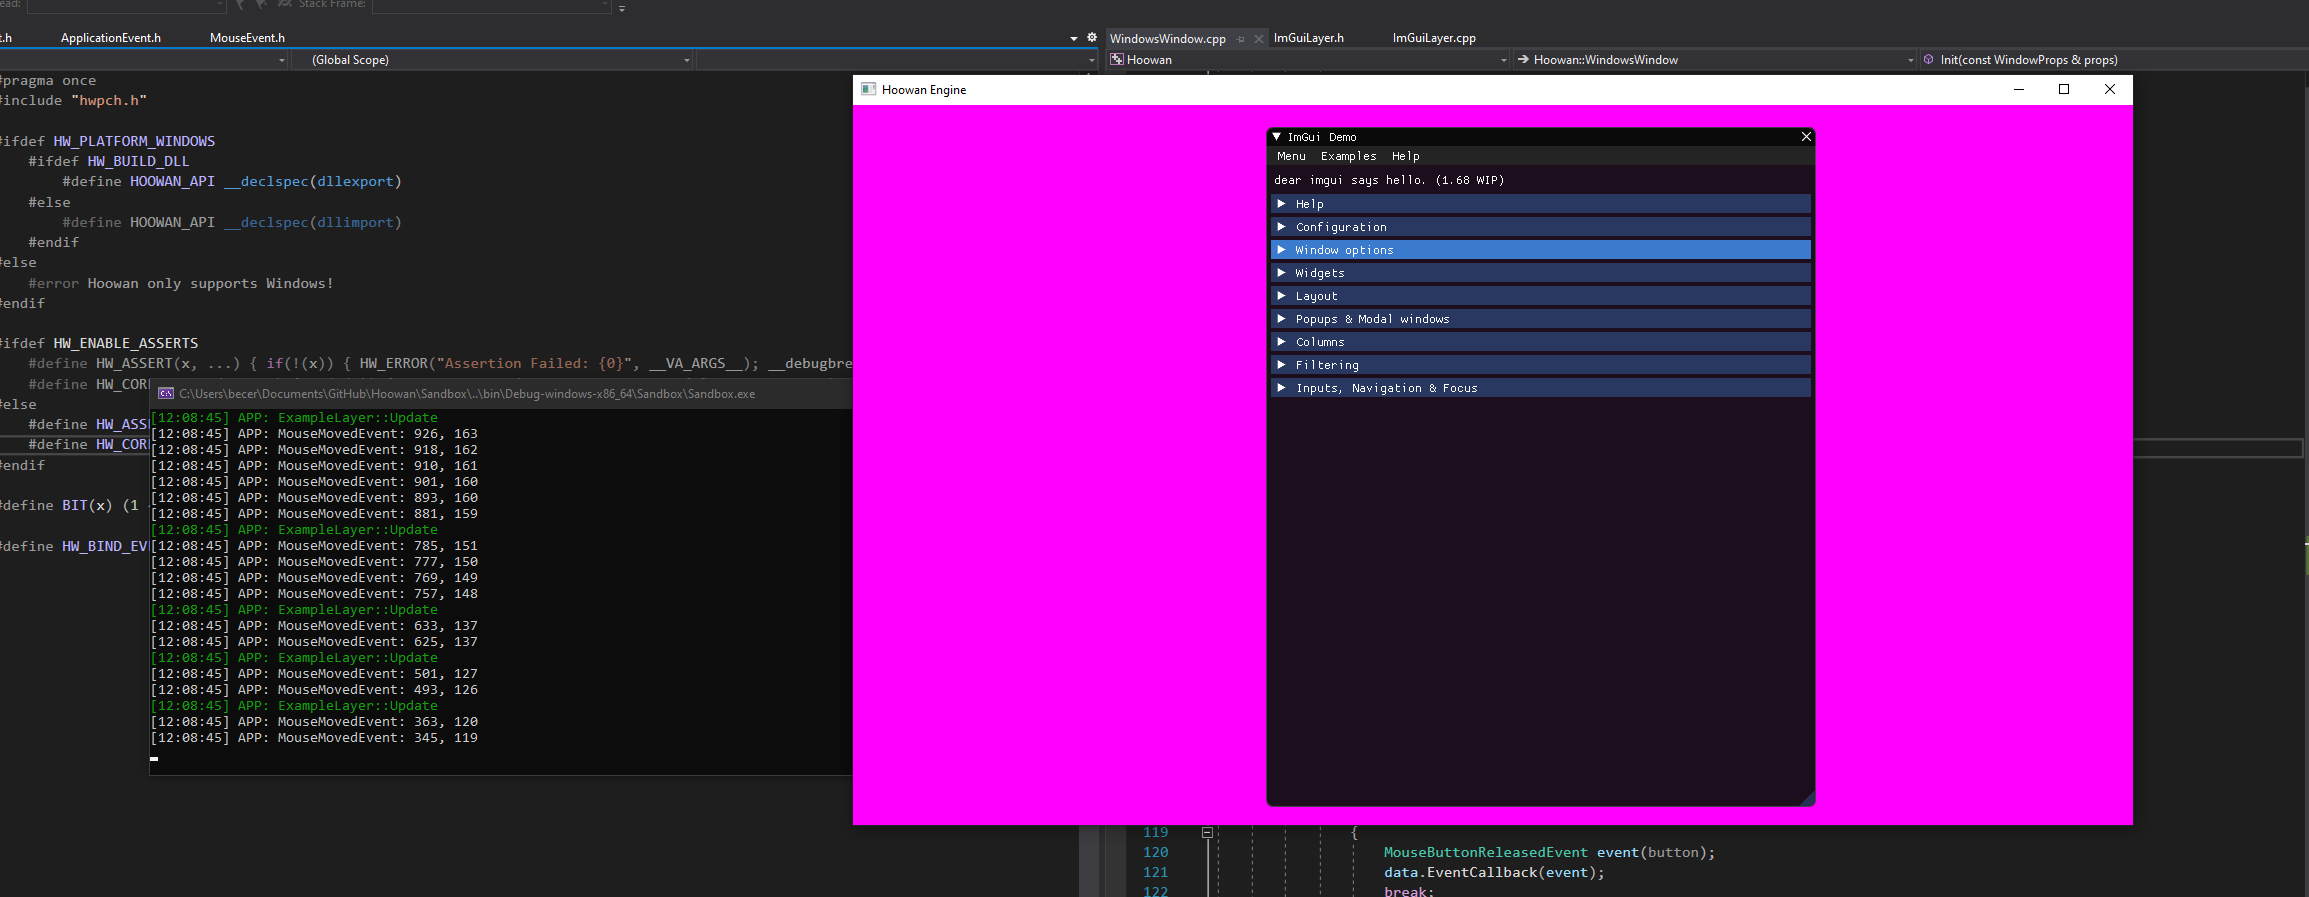 ead:
Stack Frame:
t.h
ApplicationEvent.h
MouseEvent.h
(Global Scope)
#pragma once
#include "hwpch.h"
#ifdef HW_PLATFORM_WINDOWS
#ifdef HW_BUILD_DLL
#define HOOWAN_API __declspec(dllexport)
#else
#define HOOWAN_API __declspec(dllimport)
#endif
#else
#error Hoowan only supports Windows!
#endif
#ifdef HW_ENABLE_ASSERTS
#define HW_ASSERT(x, ...) { if(!(x)) { HW_ERROR("Assertion Failed: {0}", __VA_ARGS__); __debugbre
#define HW_COR
#else
#define HW_ASS
#define HW_COR
#endif
#define BIT(x) (1
#define HW_BIND_EV
C:\Users\becer\Documents\GitHub\Hoowan\Sandbox\..\bin\Debug-windows-x86_64\Sandbox\Sandbox.exe
[12:08:45] APP: ExampleLayer::Update
[12:08:45] APP: MouseMovedEvent: 926, 163
[12:08:45] APP: MouseMovedEvent: 918, 162
[12:08:45] APP: MouseMovedEvent: 910, 161
[12:08:45] APP: MouseMovedEvent: 901, 160
[12:08:45] APP: MouseMovedEvent: 893, 160
[12:08:45] APP: MouseMovedEvent: 881, 159
[12:08:45] APP: ExampleLayer::Update
[12:08:45] APP: MouseMovedEvent: 785, 151
[12:08:45] APP: MouseMovedEvent: 777, 150
[12:08:45] APP: MouseMovedEvent: 769, 149
[12:08:45] APP: MouseMovedEvent: 757, 148
[12:08:45] APP: ExampleLayer::Update
[12:08:45] APP: MouseMovedEvent: 633, 137
[12:08:45] APP: MouseMovedEvent: 625, 137
[12:08:45] APP: ExampleLayer::Update
[12:08:45] APP: MouseMovedEvent: 501, 127
[12:08:45] APP: MouseMovedEvent: 493, 126
[12:08:45] APP: ExampleLayer::Update
[12:08:45] APP: MouseMovedEvent: 363, 120
[12:08:45] APP: MouseMovedEvent: 345, 119
WindowsWindow.cpp
ImGuiLayer.h
ImGuiLayer.cpp
Hoowan
Hoowan::WindowsWindow
Init(const WindowProps & props)
Hoowan Engine
ImGui Demo
Menu Examples Help
dear imgui says hello. (1.68 WIP)
Help
Configuration
Window options
Widgets
Layout
Popups & Modal windows
Columns
Filtering
Inputs, Navigation & Focus
119 {
120 MouseButtonReleasedEvent event(button);
121 data.EventCallback(event);
122 break;